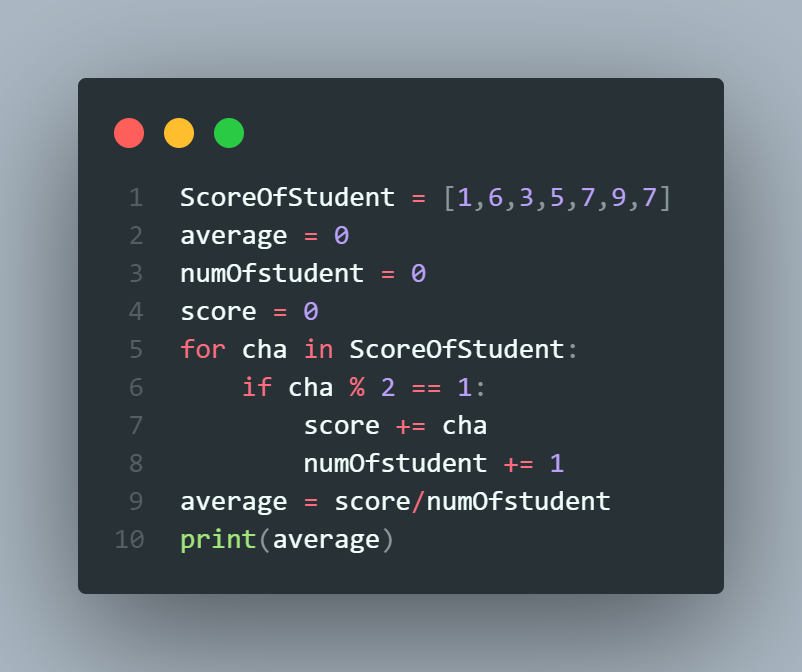 1 ScoreOfStudent = [1,6,3,5,7,9,7]
2 average = 0
3 numOfstudent = 0
4 score = 0
5 for cha in ScoreOfStudent:
6     if cha % 2 == 1:
7         score += cha
8         numOfstudent += 1
9 average = score/numOfstudent
10 print(average)